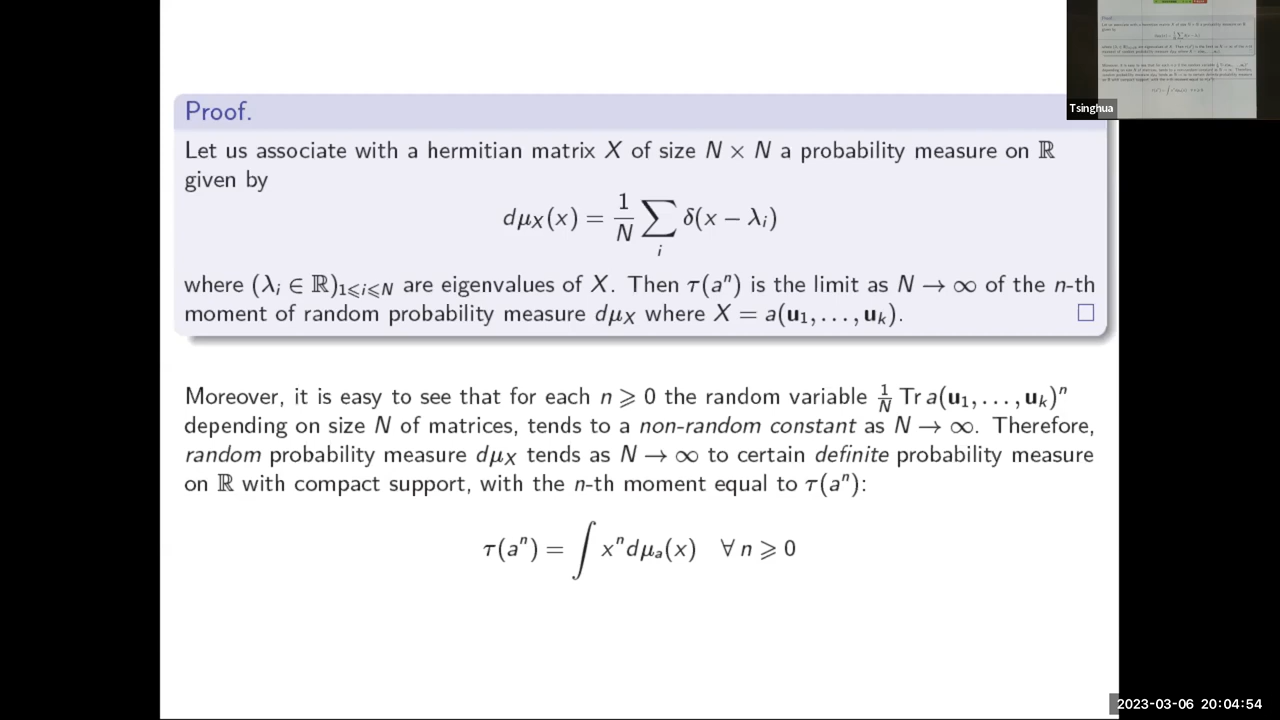 Proof.
Let us associate with a hermitian matrix X of size N × N a probability measure on ℝ
given by
dμ_X(x) = 1/N ∑_i δ(x − λ_i)
where (λ_i ∈ ℝ)_{1⩽i⩽N} are eigenvalues of X. Then τ(a^n) is the limit as N → ∞ of the n-th
moment of random probability measure dμ_X where X = a(𝐮_1, . . . , 𝐮_k). □
Moreover, it is easy to see that for each n ⩾ 0 the random variable 1/N Tr a(𝐮_1, . . . , 𝐮_k)^n
depending on size N of matrices, tends to a non-random constant as N → ∞. Therefore,
random probability measure dμ_X tends as N → ∞ to certain definite probability measure
on ℝ with compact support, with the n-th moment equal to τ(a^n):
τ(a^n) = ∫ x^n dμ_a(x) ∀ n ⩾ 0
Tsinghua
2023-03-06 20:04:54